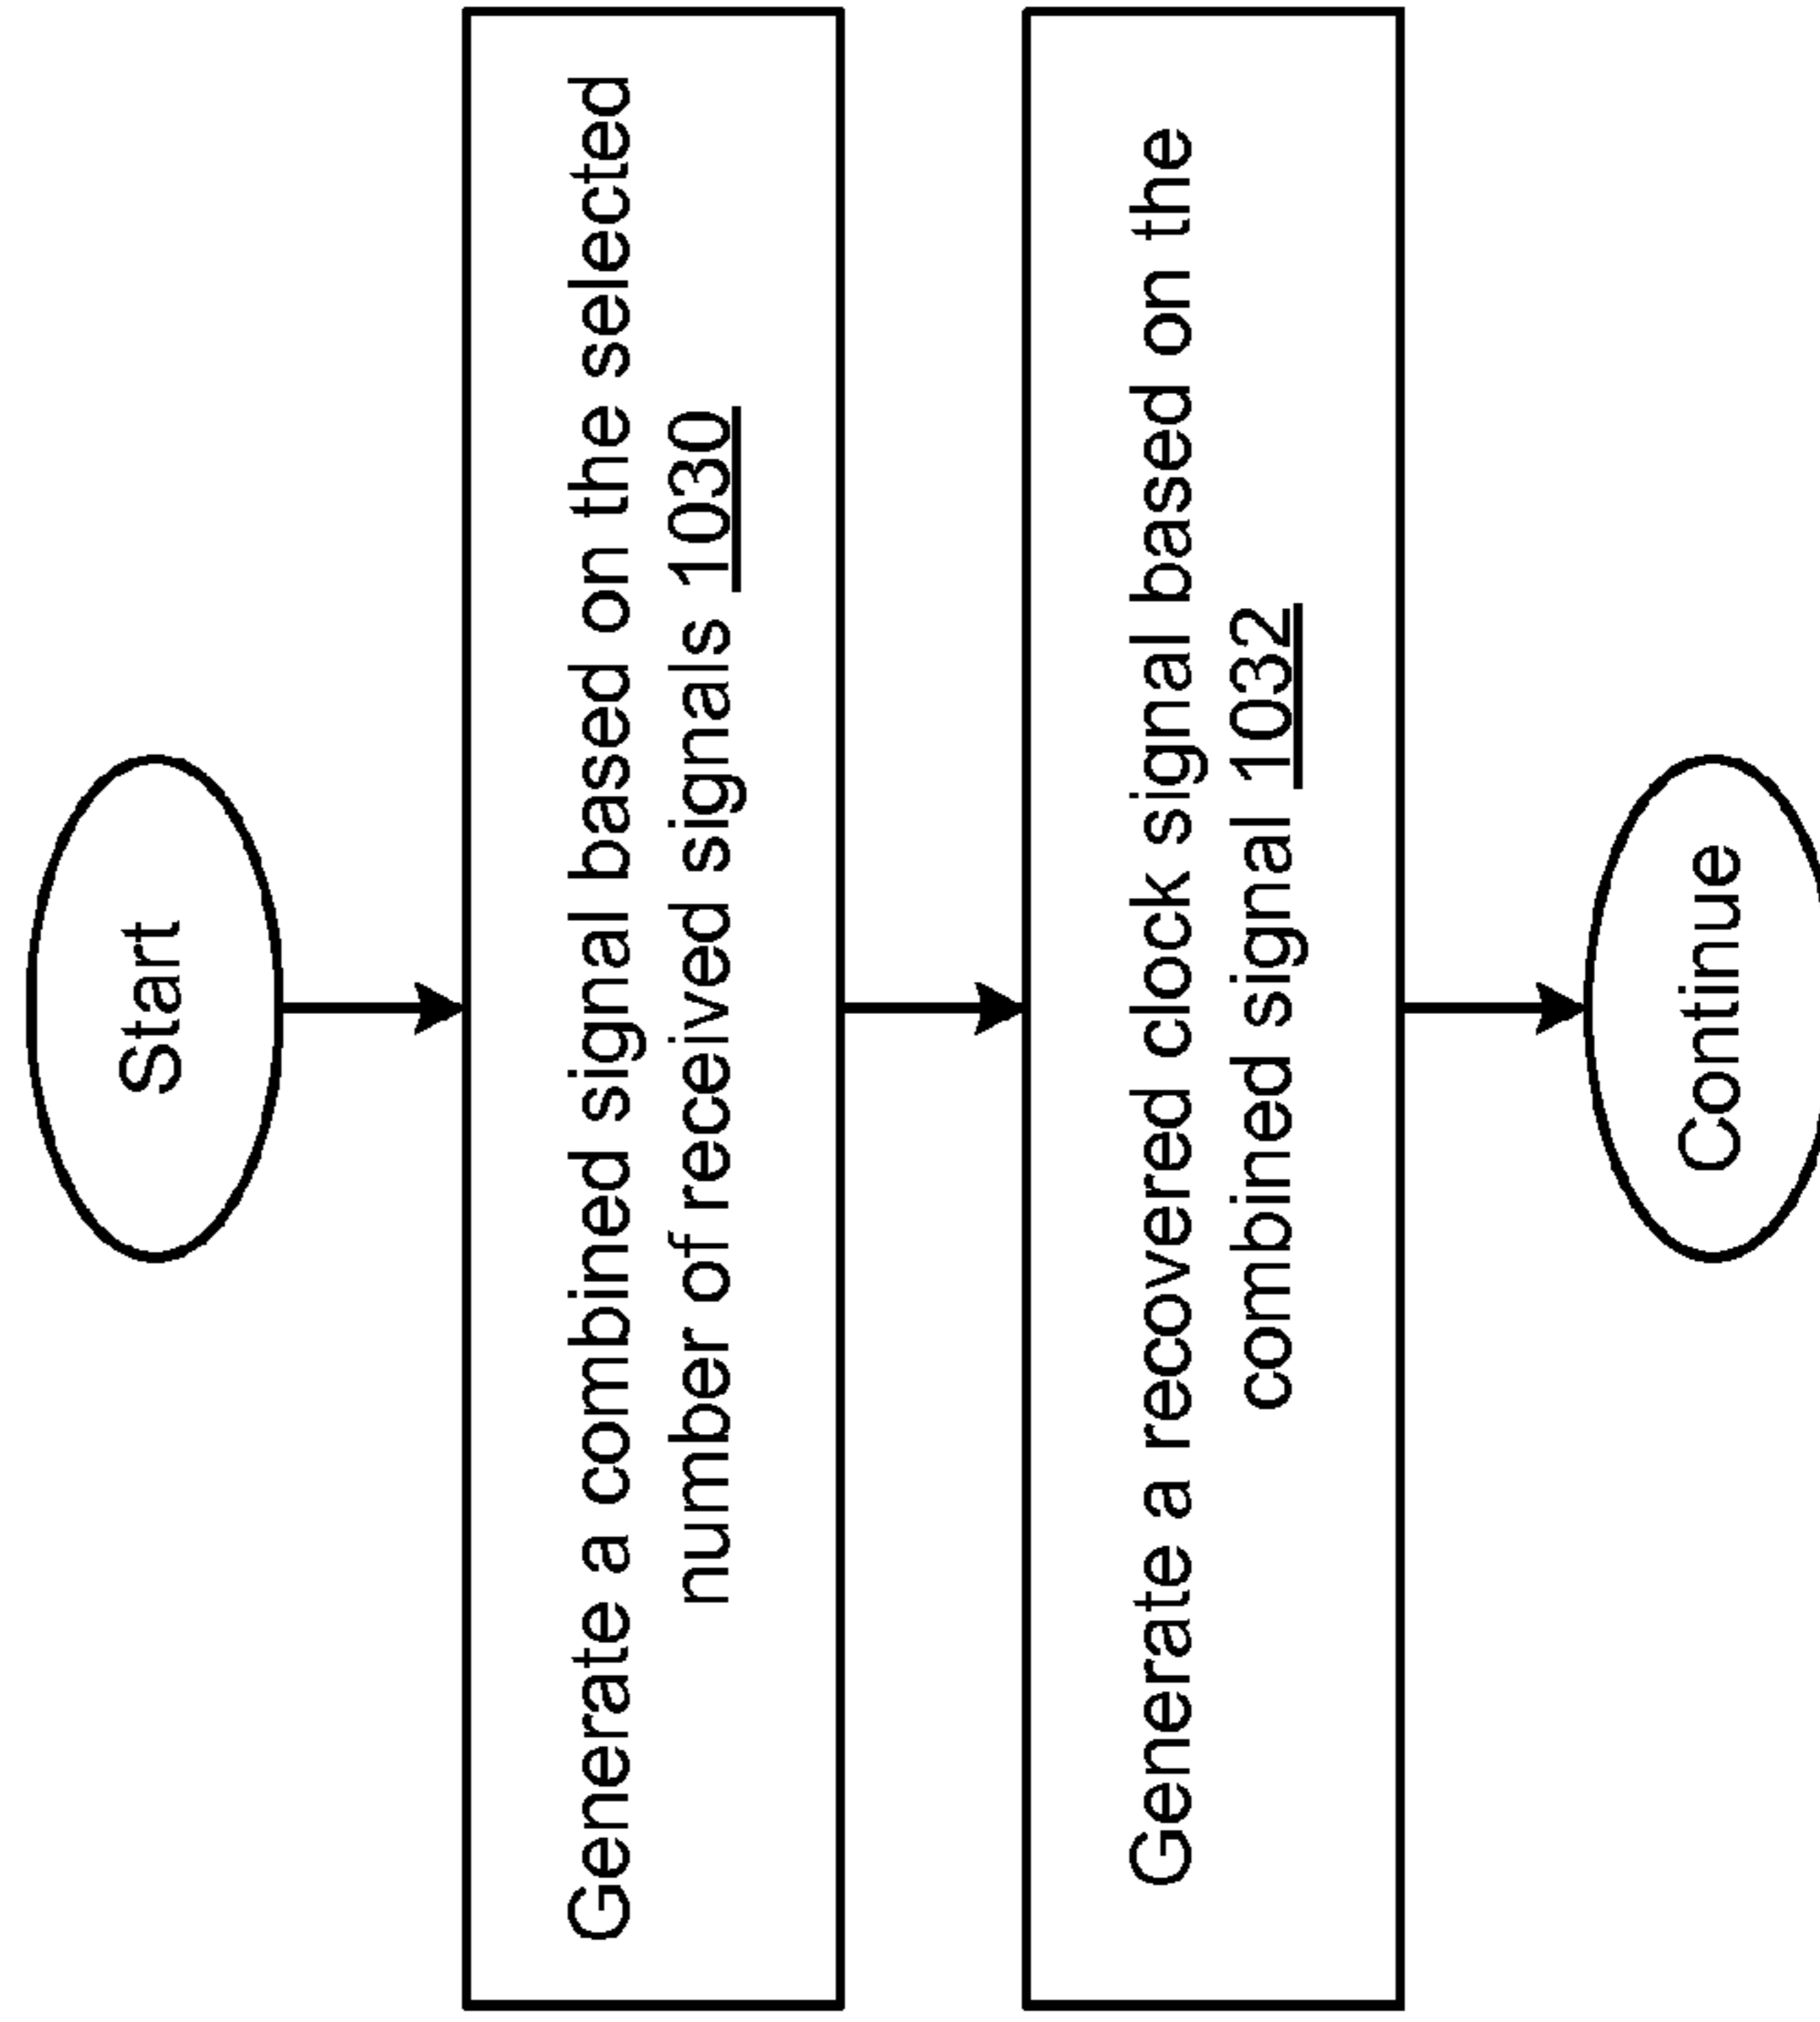 Start
Generate a combined signal based on the selected
number of received signals 1030
Generate a recovered clock signal based on the
combined signal 1032
Continue